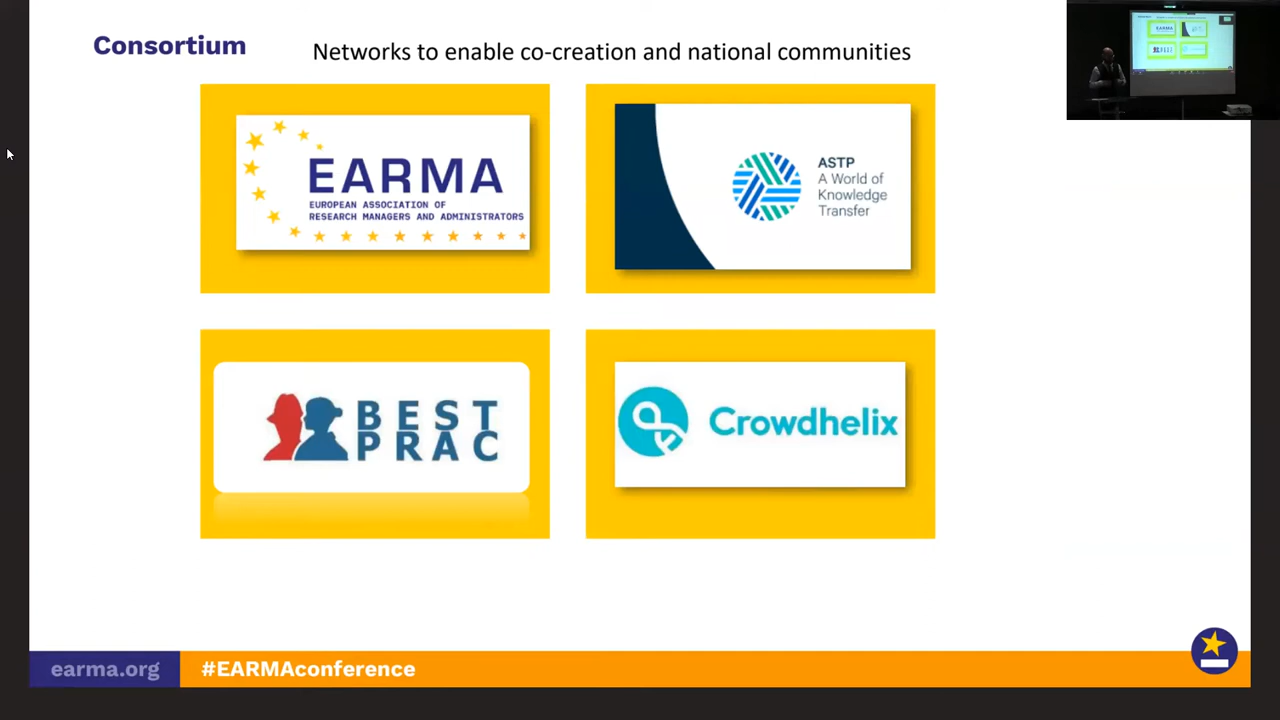 Consortium
Networks to enable co-creation and national communities
EARMA
EUROPEAN ASSOCIATION OF
RESEARCH MANAGERS AND ADMINISTRATORS
ASTP
A World of
Knowledge
Transfer
BEST
PRAC
Crowdhelix
earma.org
#EARMAconference